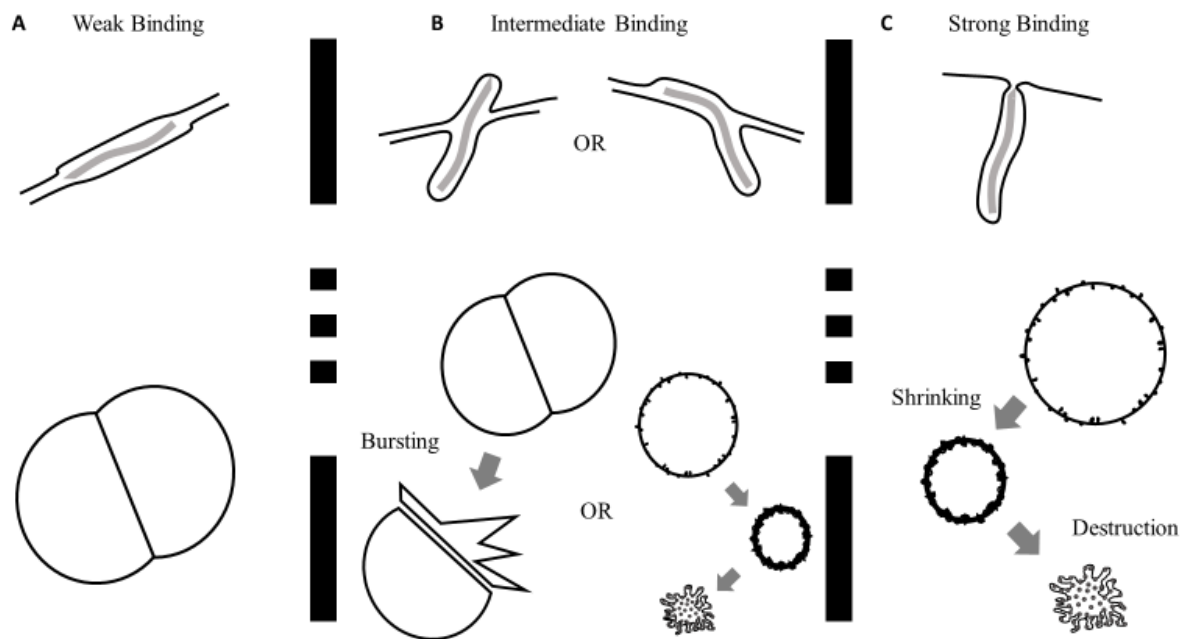 A Weak Binding
B Intermediate Binding
C Strong Binding
OR
Shrinking
Bursting
OR
Destruction